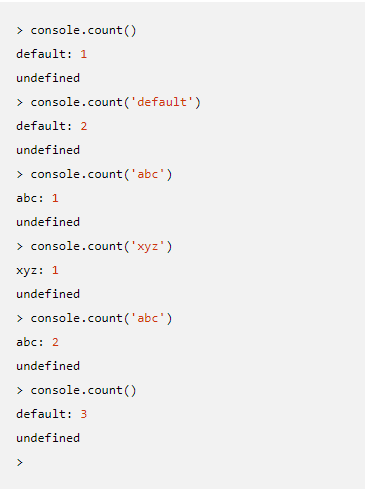 > console.count()
default: 1
undefined
> console.count('default')
default: 2
undefined
> console.count('abc')
abc: 1
undefined
> console.count('xyz')
xyz: 1
undefined
> console.count('abc')
abc: 2
undefined
> console.count()
default: 3
undefined
>